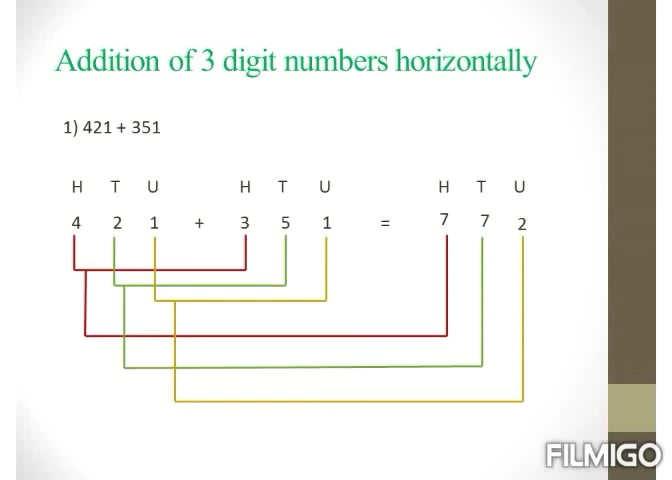 Addition of 3 digit numbers horizontally
1) 421 + 351
H T U H T U H T U
4 2 1 + 3 5 1 = 7 7 2
FILMIGO